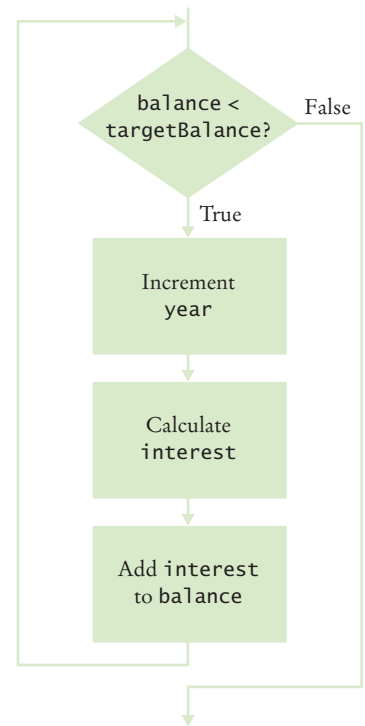 balance <
targetBalance?
False
True
Increment
year
Calculate
interest
Add interest
to balance